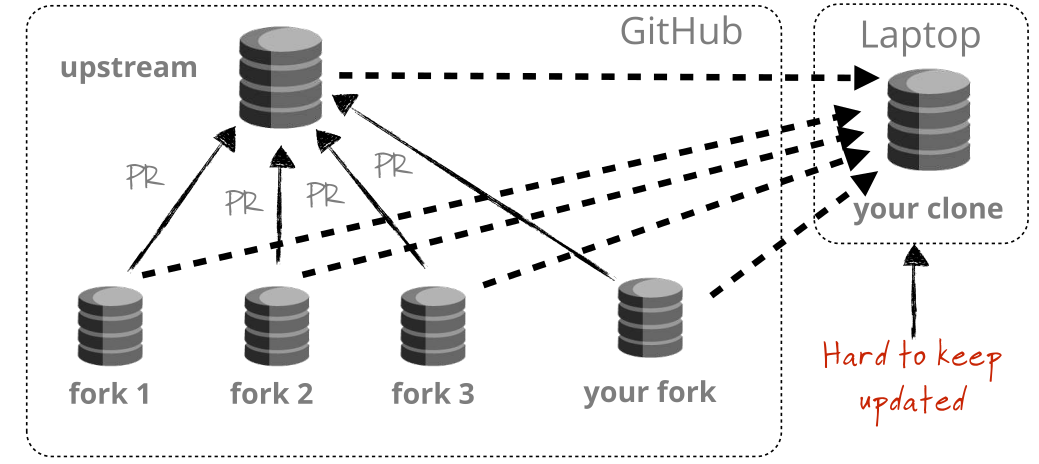 GitHub
Laptop
upstream
PR
PR
PR
PR
your clone
fork 1
fork 2
fork 3
your fork
Hard to keep
updated